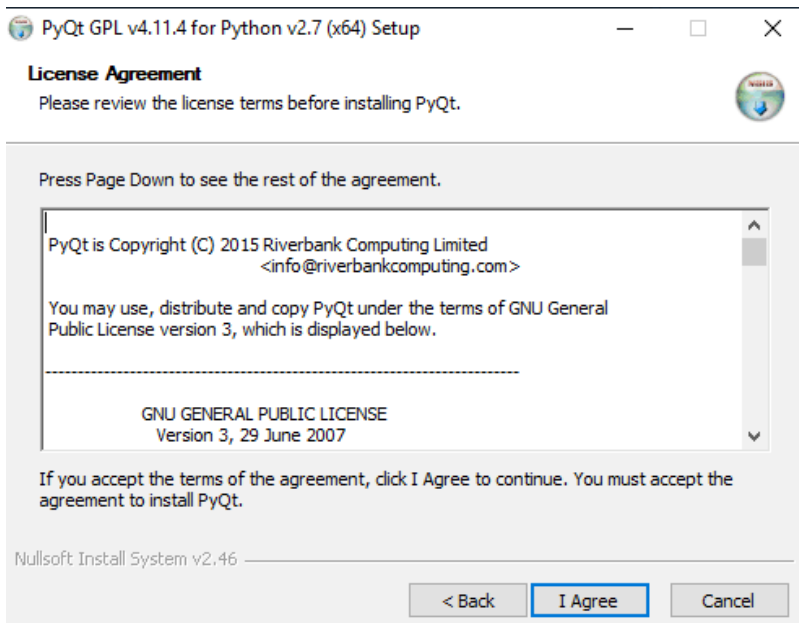 PyQt GPL v4.11.4 for Python v2.7 (x64) Setup
License Agreement
Please review the license terms before installing PyQt.
Press Page Down to see the rest of the agreement.
PyQt is Copyright (C) 2015 Riverbank Computing Limited
<info@riverbankcomputing.com>
You may use, distribute and copy PyQt under the terms of GNU General
Public License version 3, which is displayed below.
-------------------------------------------------------------------------
GNU GENERAL PUBLIC LICENSE
Version 3, 29 June 2007
If you accept the terms of the agreement, click I Agree to continue. You must accept the
agreement to install PyQt.
Nullsoft Install System v2.46
< Back
I Agree
Cancel